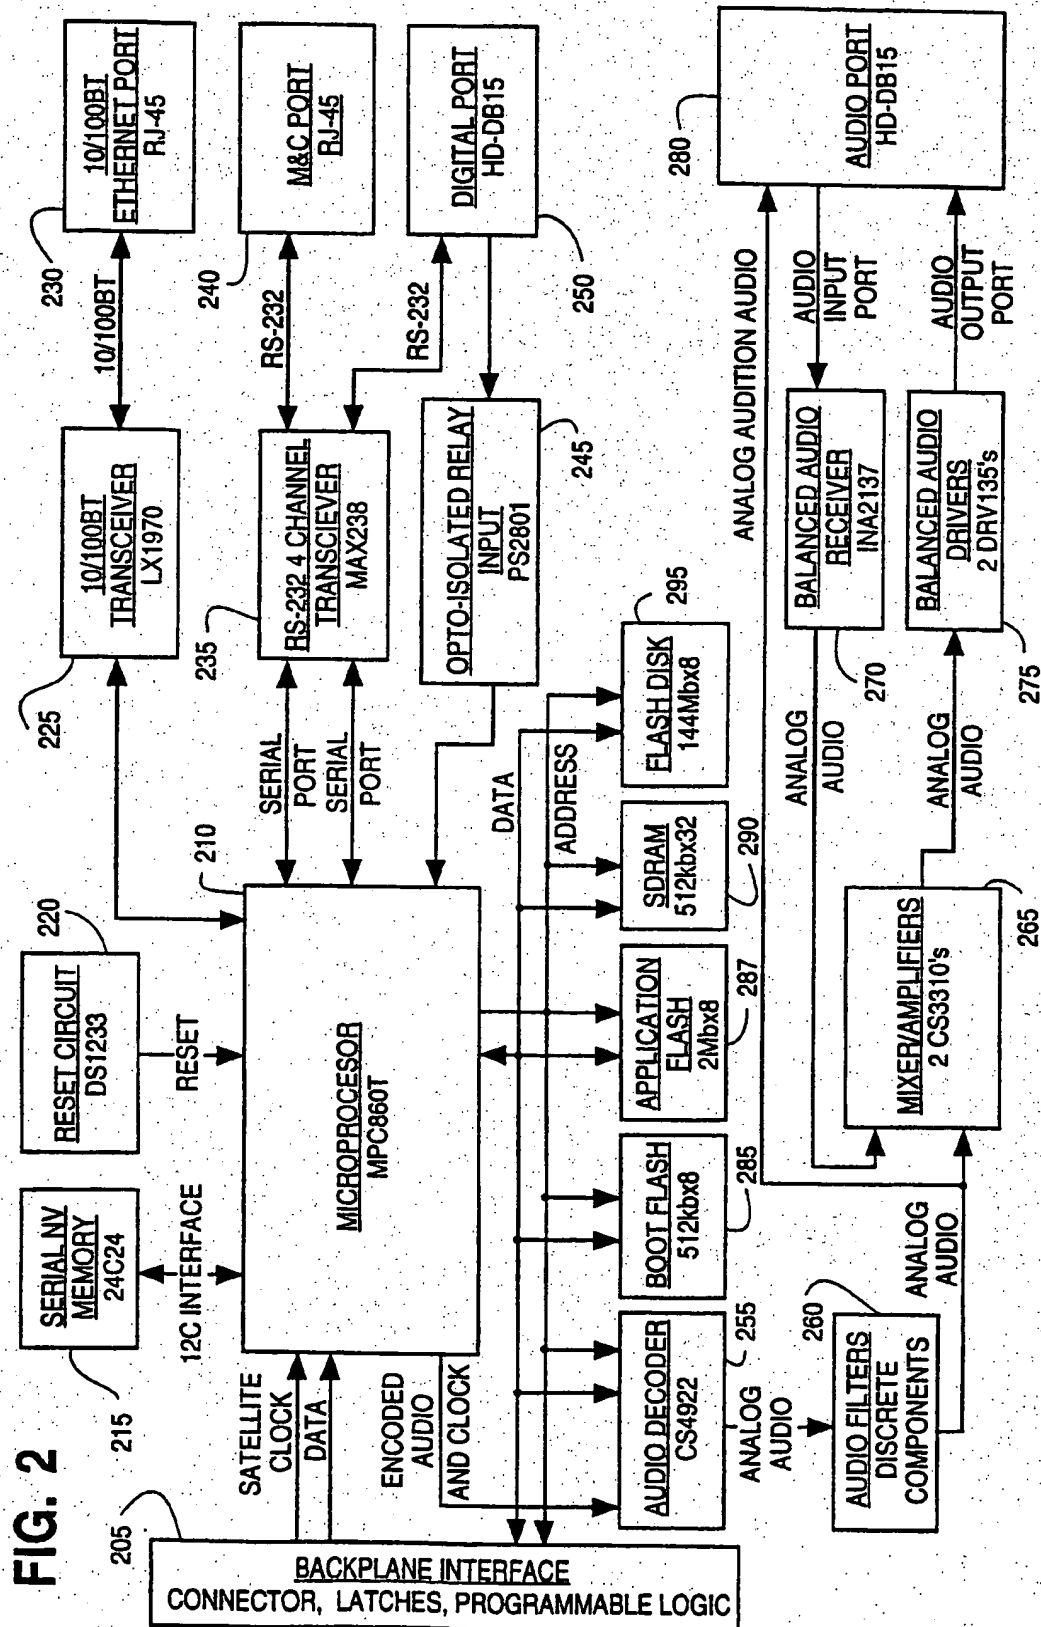 FIG. 2
205
BACKPLANE INTERFACE
CONNECTOR, LATCHES, PROGRAMMABLE LOGIC
SATELLITE
CLOCK
DATA
ENCODED
AUDIO
AND CLOCK
215
SERIAL NV
MEMORY
24C24
12C INTERFACE
220
RESET CIRCUIT
DS1233
RESET
210
MICROPROCESOR
MPC860T
225
10/100BT
TRANSCEIVER
LX1970
10/100BT
230
10/100BT
ETHERNET PORT
RJ-45
SERIAL
PORT
SERIAL
PORT
235
RS-232 4 CHANNEL
TRANSCIEVER
MAX238
RS-232
240
M&C PORT
RJ-45
RS-232
DIGITAL PORT
HD-DB15
250
OPTO-ISOLATED RELAY
INPUT
PS2801
245
DATA
ADDRESS
AUDIO DECODER
CS4922
255
BOOT FLASH
512kbx8
285
APPLICATION
FLASH
2Mbx8
287
SDRAM
512kbx32
290
FLASH DISK
144Mbx8
295
ANALOG
AUDIO
260
AUDIO FILTERS
DISCRETE
COMPONENTS
ANALOG
AUDIO
MIXER/AMPLIFIERS
2 CS3310's
265
ANALOG
AUDIO
ANALOG
AUDIO
BALANCED AUDIO
RECEIVER
INA2137
270
BALANCED AUDIO
DRIVERS
2 DRV135's
275
ANALOG AUDITION AUDIO
AUDIO
INPUT
PORT
AUDIO
OUTPUT
PORT
280
AUDIO PORT
HD-DB15